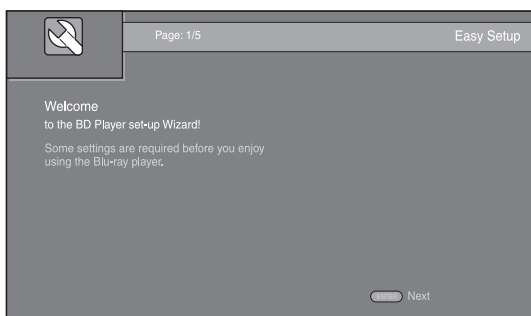 Page: 1/5
Easy Setup
Welcome
to the BD Player set-up Wizard!
Some settings are required before you enjoy
using the Blu-ray player.
ENTER Next